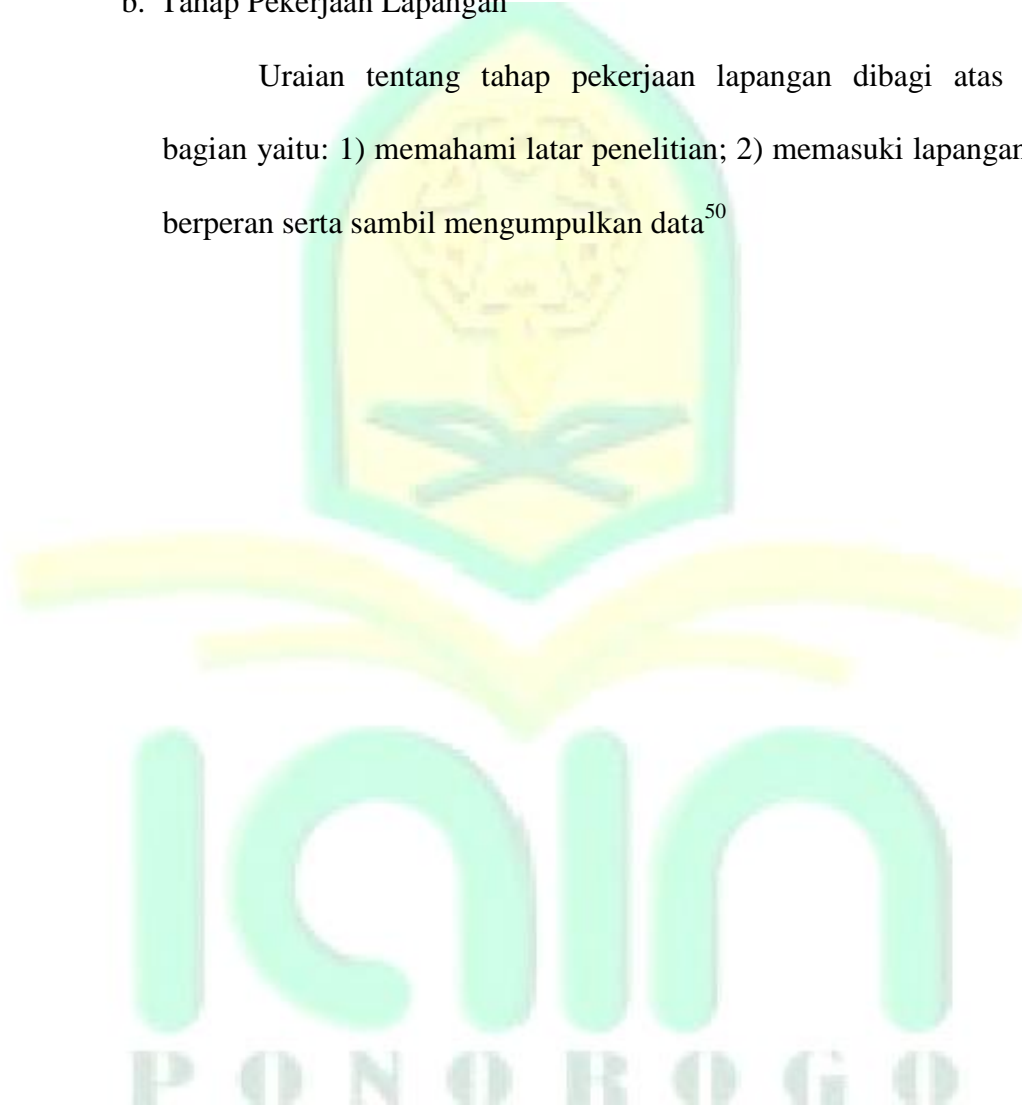 b. Tahap Pekerjaan Lapangan
Uraian tentang tahap pekerjaan lapangan dibagi atas
bagian yaitu: 1) memahami latar penelitian; 2) memasuki lapangan
berperan serta sambil mengumpulkan data50
iain
PONOROGO